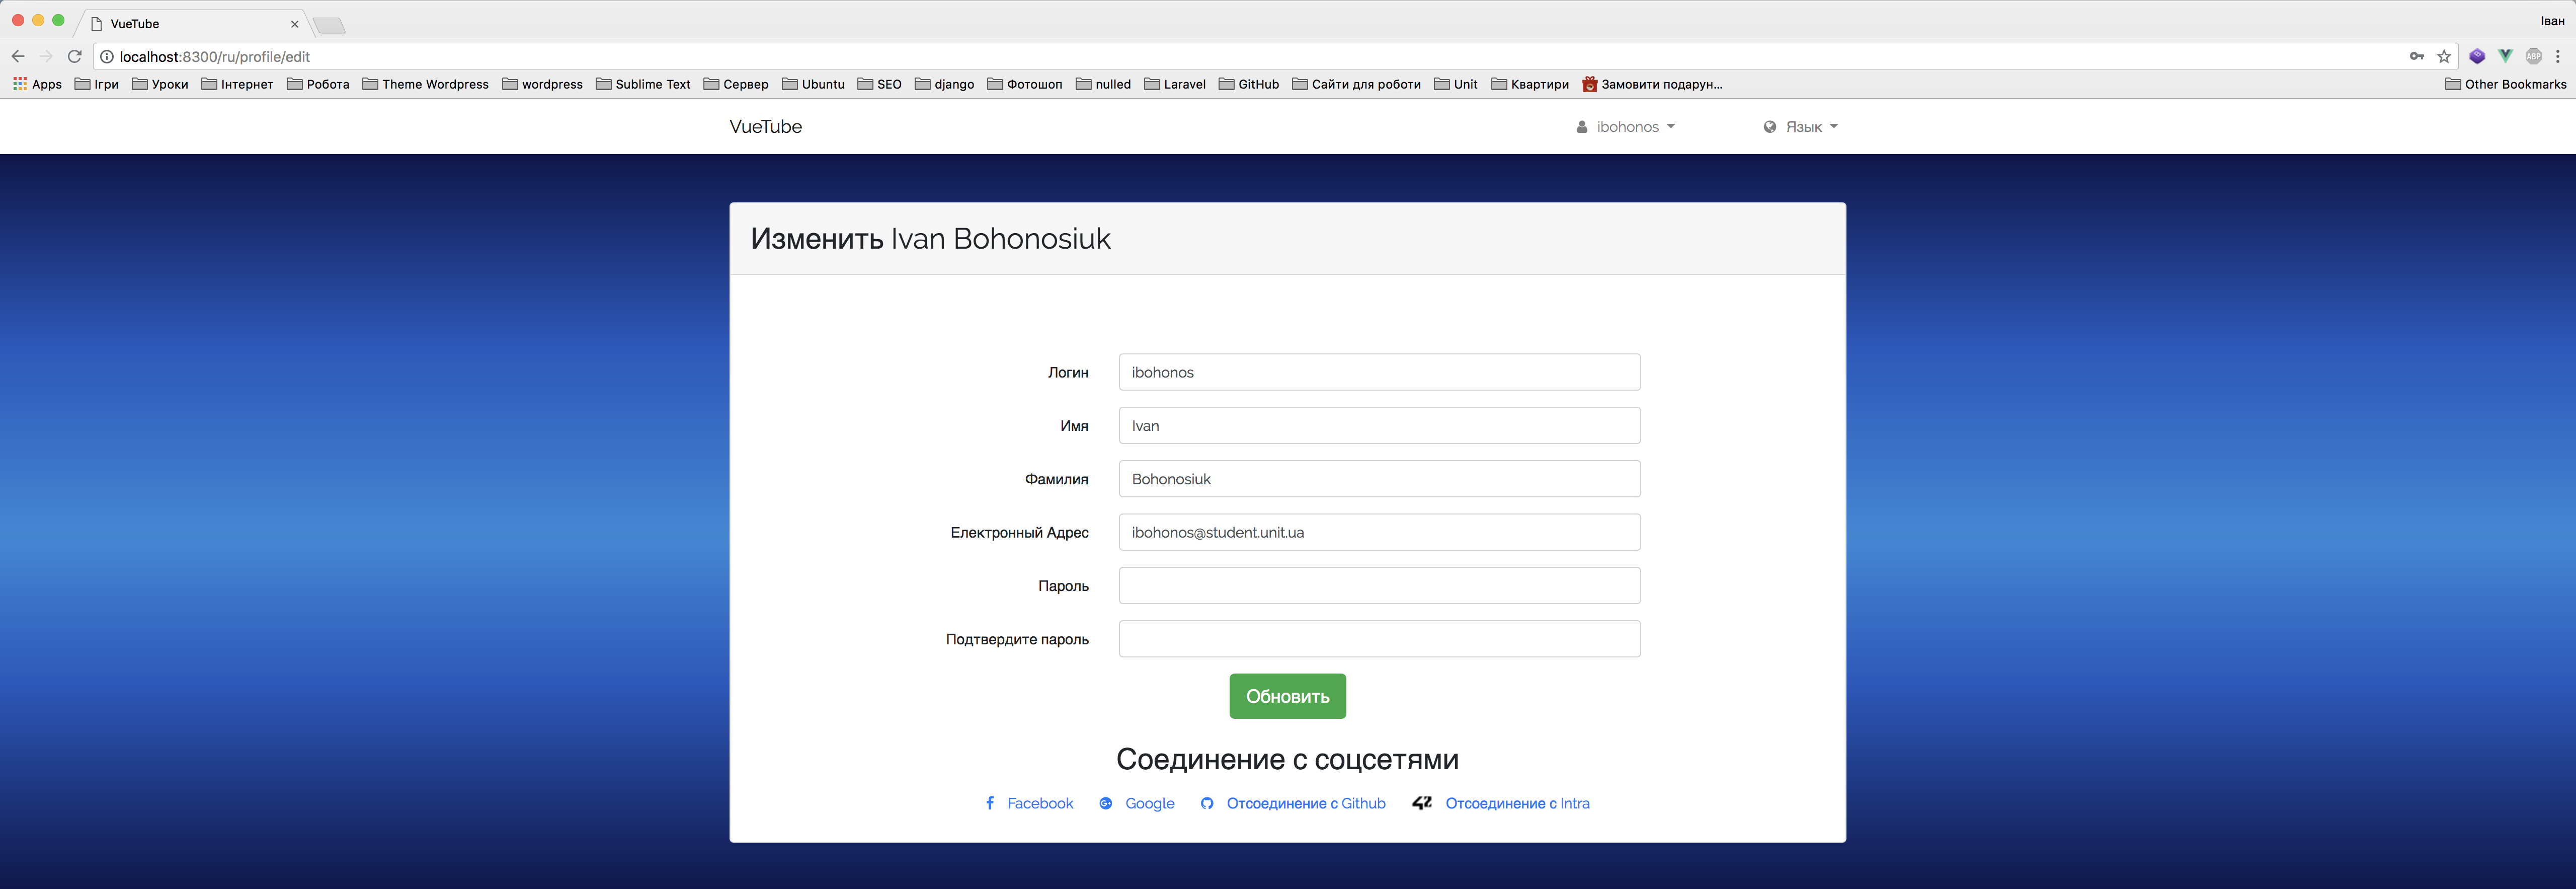 VueTube
Іван
localhost:8300/ru/profile/edit
ABP
Apps Ігри Уроки Інтернет Робота Theme Wordpress wordpress Sublime Text Сервер Ubuntu SEO django Фотошоп nulled Laravel GitHub Сайти для роботи Unit Квартири Замовити подарун... Other Bookmarks
VueTube ibohonos Язык
Изменить Ivan Bohonosiuk
Логин ibohonos
Имя Ivan
Фамилия Bohonosiuk
Електронный Адрес ibohonos@student.unit.ua
Пароль
Подтвердите пароль
Обновить
Соединение с соцсетями
Facebook Google Отсоединение с Github 42 Отсоединение с Intra